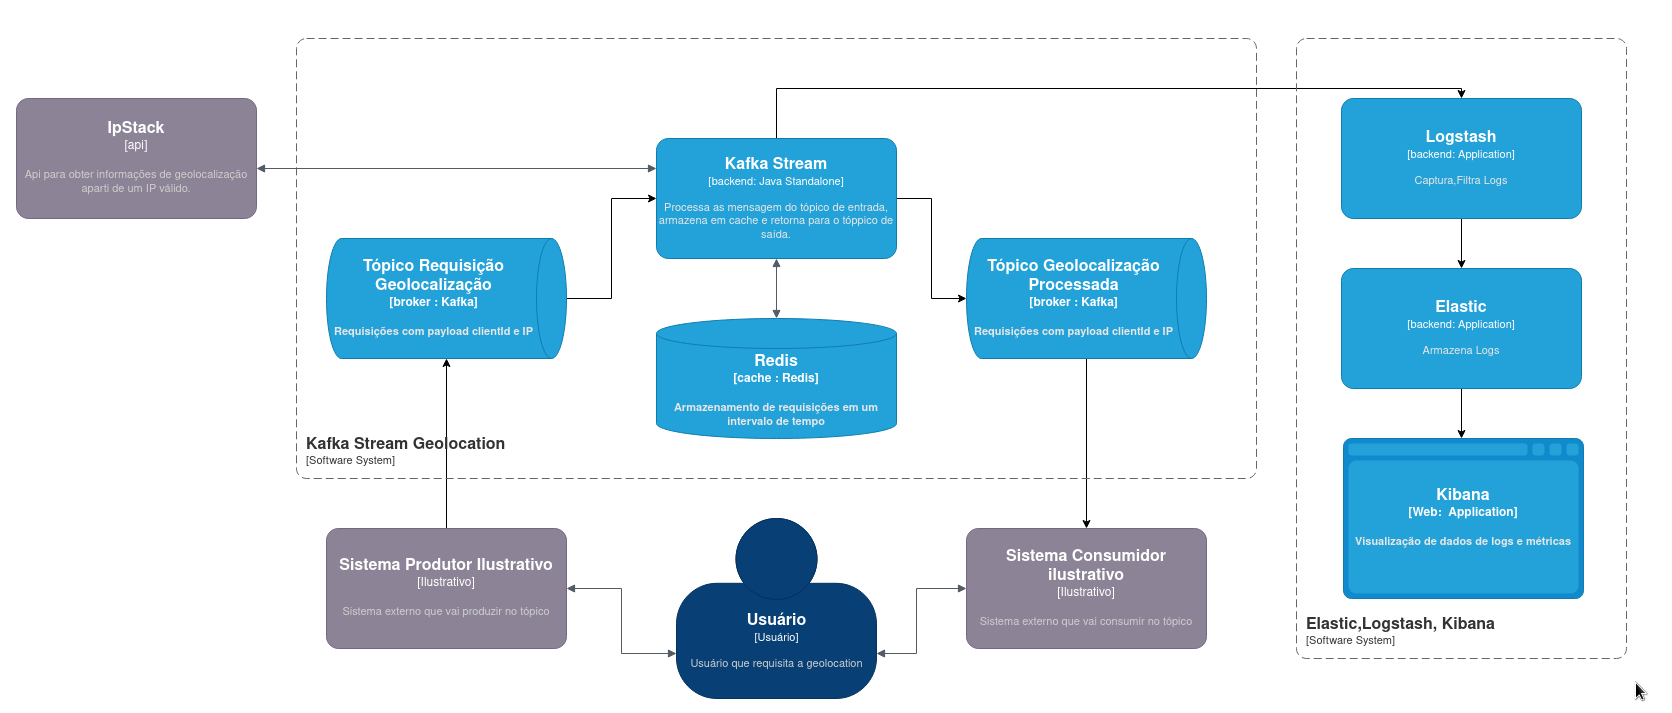 IpStack
[api]
Api para obter informações de geolocalização
aparti de um IP válido.
Kafka Stream
[backend: Java Standalone]
Processa as mensagem do tópico de entrada,
armazena em cache e retorna para o tóppico de
saída.
Tópico Requisição
Geolocalização
[broker : Kafka]
Requisições com payload clientId e IP
Tópico Geolocalização
Processada
[broker : Kafka]
Requisições com payload clientId e IP
Redis
[cache : Redis]
Armazenamento de requisições em um
intervalo de tempo
Kafka Stream Geolocation
[Software System]
Sistema Produtor Ilustrativo
[Ilustrativo]
Sistema externo que vai produzir no tópico
Usuário
[Usuário]
Usuário que requisita a geolocation
Sistema Consumidor
ilustrativo
[Ilustrativo]
Sistema externo que vai consumir no tópico
Logstash
[backend: Application]
Captura,Filtra Logs
Elastic
[backend: Application]
Armazena Logs
Kibana
[Web:  Application]
Visualização de dados de logs e métricas
Elastic,Logstash, Kibana
[Software System]